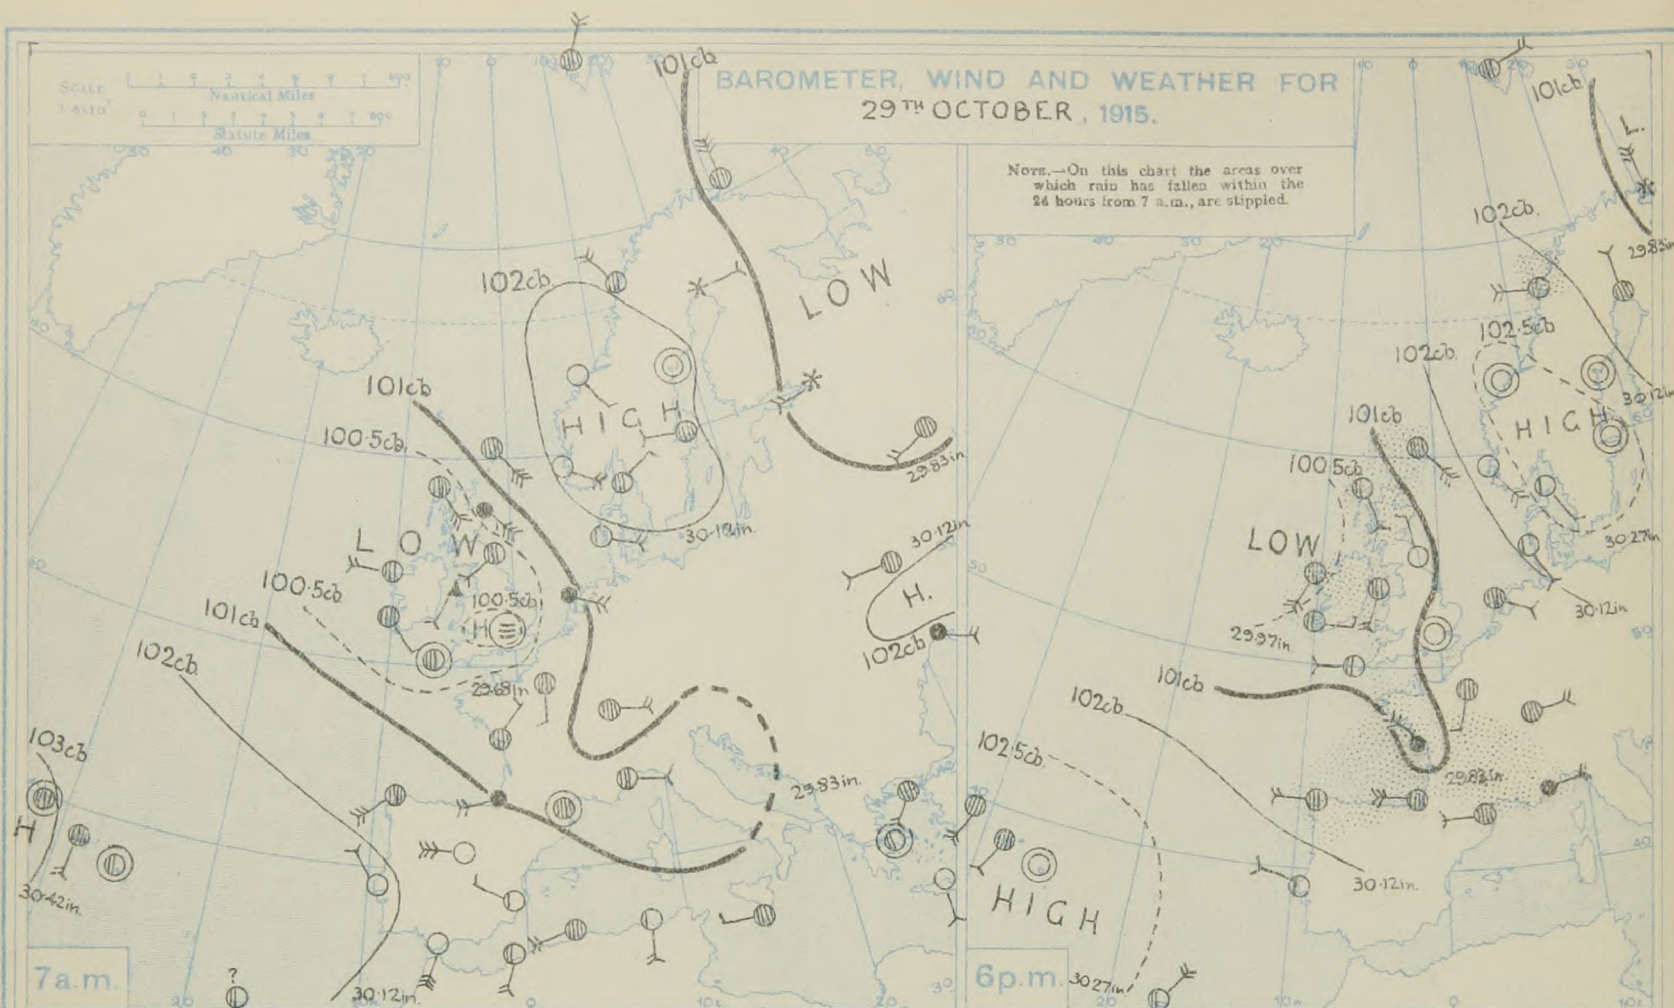 BAROMETER, WIND AND WEATHER FOR
29TH OCTOBER, 1915.
NOTE.—On this chart the areas over
which rain has fallen within the
24 hours from 7 a.m., are stippled.
SCALE
Nautical Miles
Statute Miles
101cb
102cb
LOW
HIGH
101cb
100.5cb
29.83in.
30.12in.
LOW
100.5cb
101cb
100.5cb
H
30.12in
H.
102cb
102cb.
29.68in
103cb
H
29.83in.
30.42in.
30.12in.
?
7a.m.
101cb
102cb.
29.83in
102.5cb
102cb.
30.12in
HIGH
101cb
100.5cb
LOW
30.27in
30.12in
29.97in.
101cb
102cb
102.5cb
29.83in.
30.12in.
HIGH
30.27in.
6p.m.